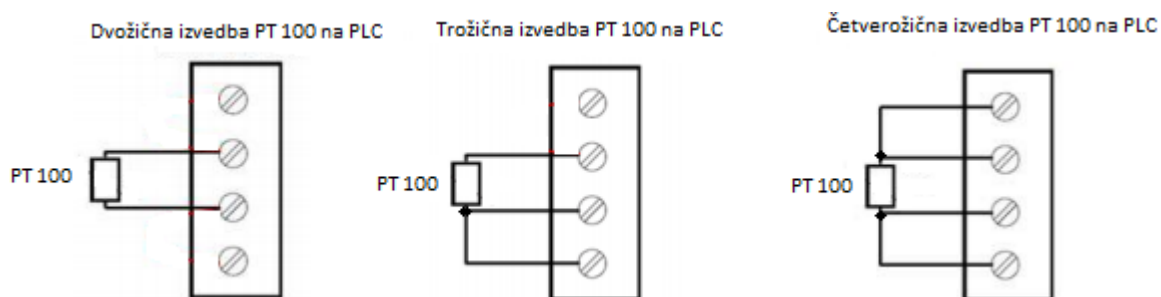 Dvožična izvedba PT 100 na PLC
Trožična izvedba PT 100 na PLC
Četverožična izvedba PT 100 na PLC
PT 100
PT 100
PT 100